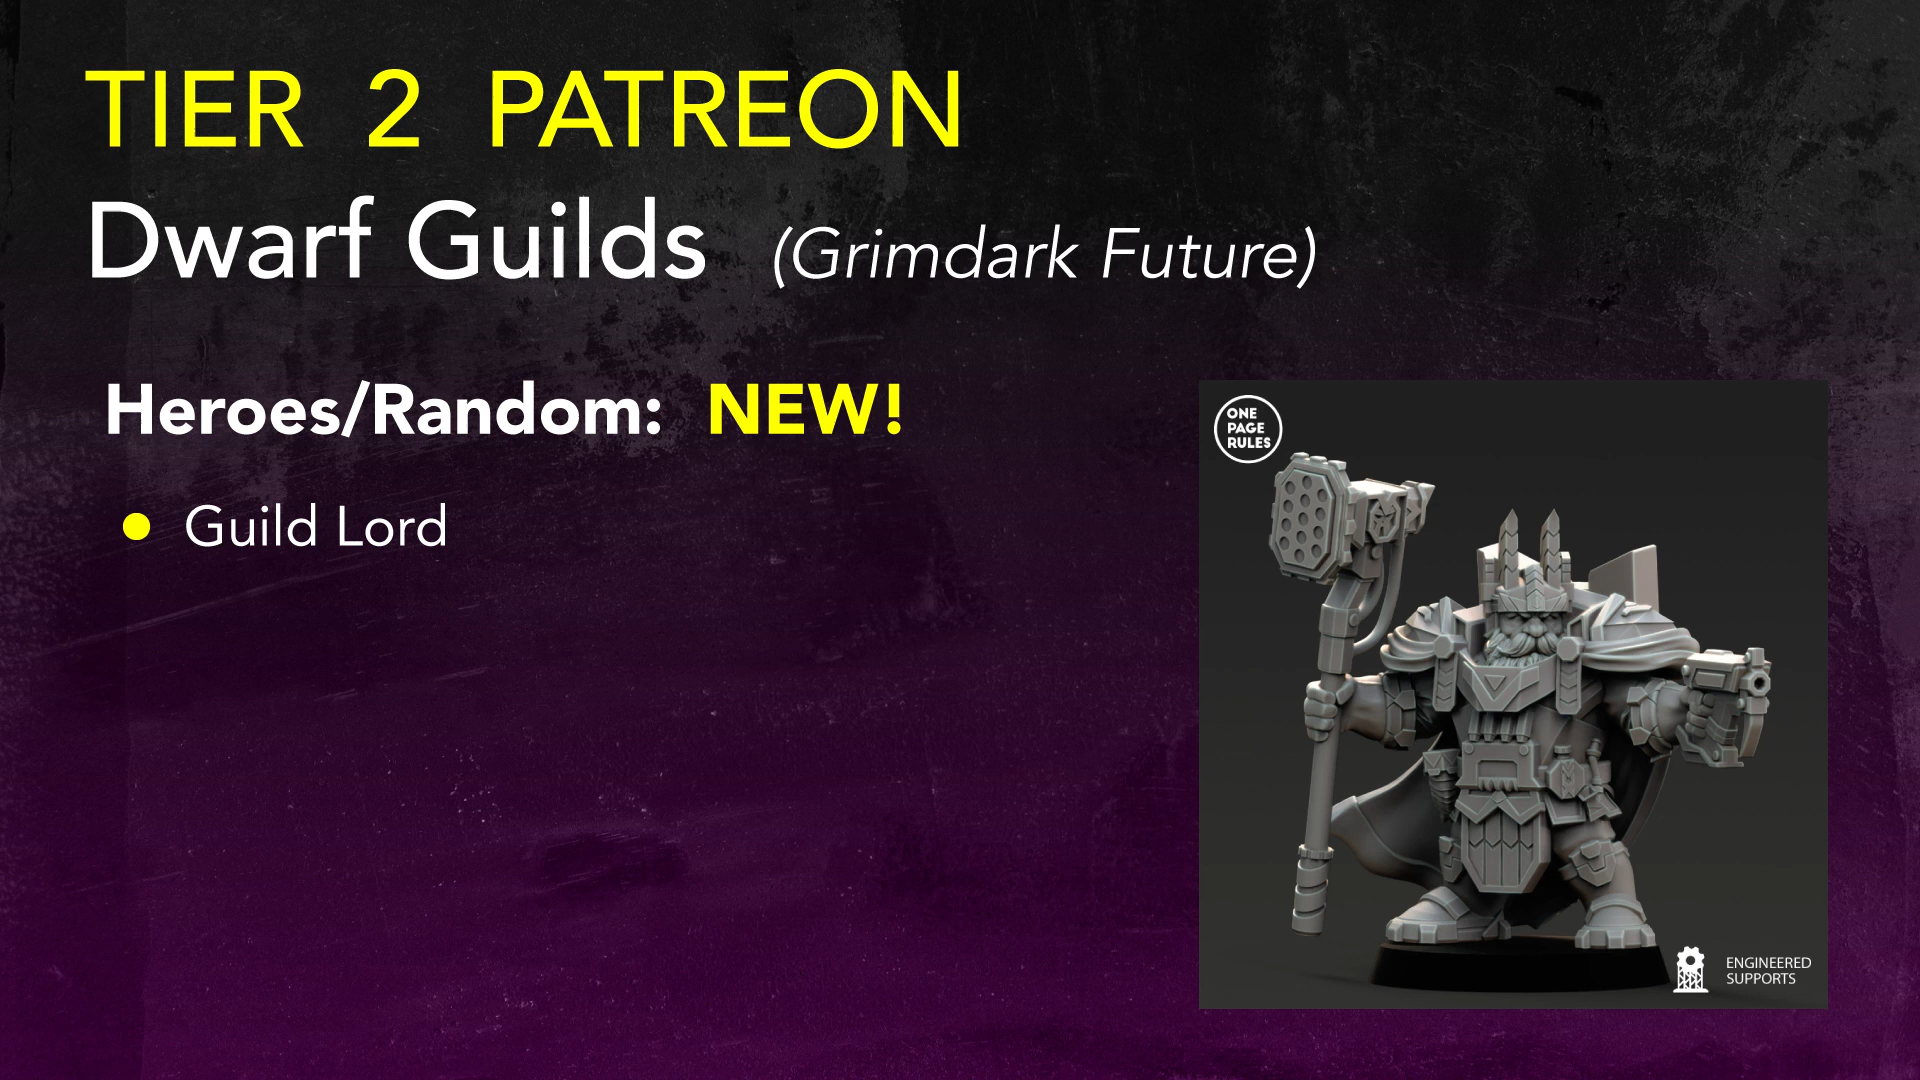 TIER 2 PATREON
Dwarf Guilds (Grimdark Future)
Heroes/Random: NEW!
Guild Lord
ONE
PAGE
RULES
ENGINEERED
SUPPORTS